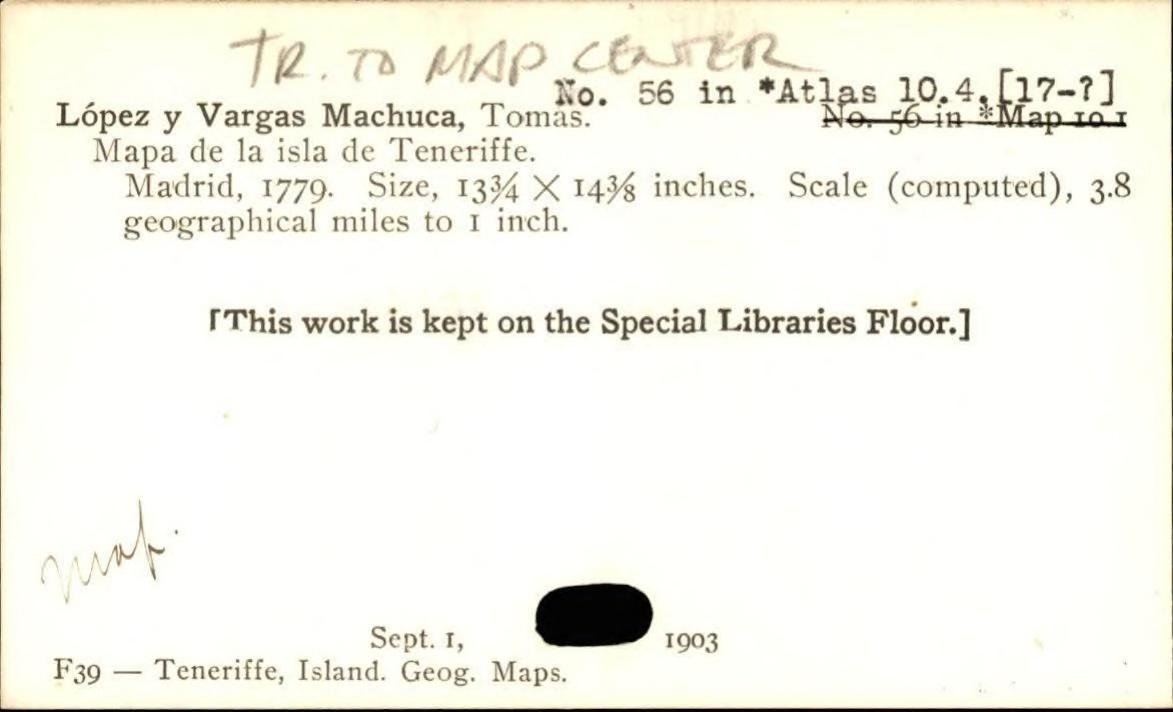 TR. TO MAP CENTER
No. 56 in *Atlas 10.4.[17-?]
López y Vargas Machuca, Tomas. No. 56 in *Map 10.1
Mapa de la isla de Teneriffe.
Madrid, 1779. Size, 13¾ X 14⅜ inches. Scale (computed), 3.8
geographical miles to 1 inch.
[This work is kept on the Special Libraries Floor.]
Map.
Sept. 1, 1903
F39 — Teneriffe, Island. Geog. Maps.